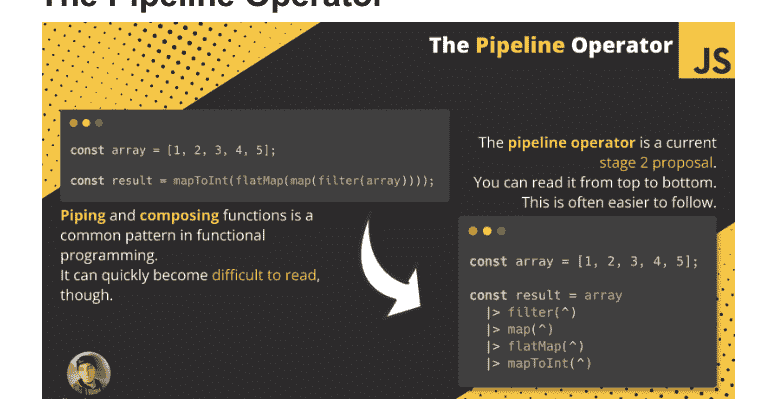 The Pipeline Operator
The Pipeline Operator
JS
const array = [1, 2, 3, 4, 5];
const result = mapToInt(flatMap(map(filter(array))));
Piping and composing functions is a
common pattern in functional
programming.
It can quickly become difficult to read,
though.
The pipeline operator is a current
stage 2 proposal.
You can read it from top to bottom.
This is often easier to follow.
const array = [1, 2, 3, 4, 5];
const result = array
|> filter(^)
|> map(^)
|> flatMap(^)
|> mapToInt(^)